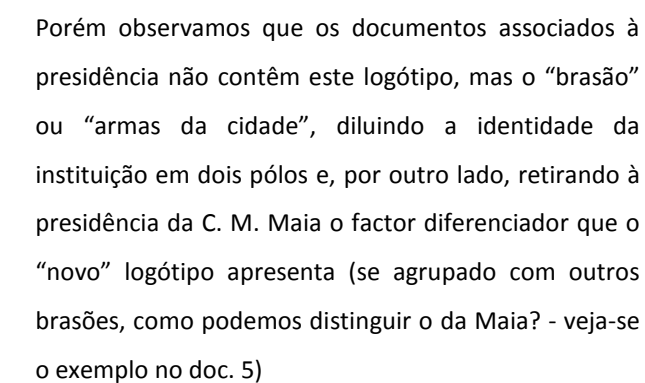 Porém observamos que os documentos associados à
presidência não contêm este logótipo, mas o “brasão”
ou “armas da cidade”, diluindo a identidade da
instituição em dois pólos e, por outro lado, retirando à
presidência da C. M. Maia o factor diferenciador que o
“novo” logótipo apresenta (se agrupado com outros
brasões, como podemos distinguir o da Maia? - veja-se
o exemplo no doc. 5)